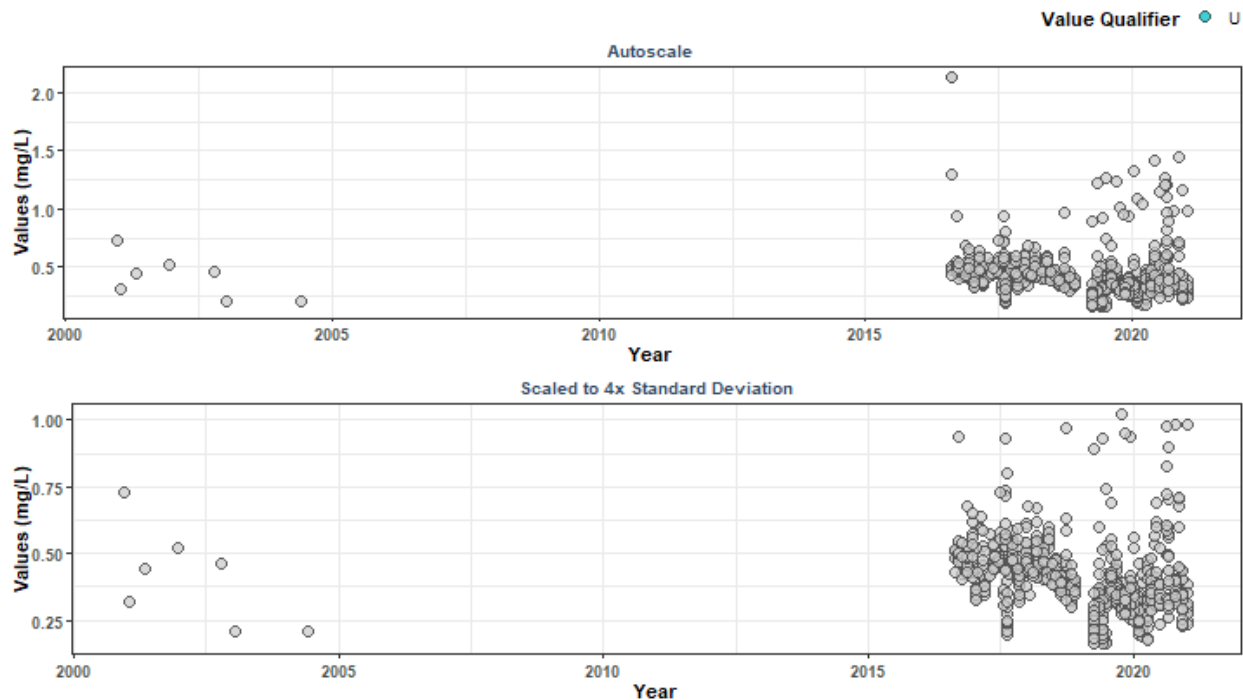 Value Qualifier U
Autoscale
Values (mg/L)
2.0
1.5
1.0
0.5
2000 2005 2010 2015 2020
Year
Scaled to 4x Standard Deviation
Values (mg/L)
1.00
0.75
0.50
0.25
2000 2005 2010 2015 2020
Year